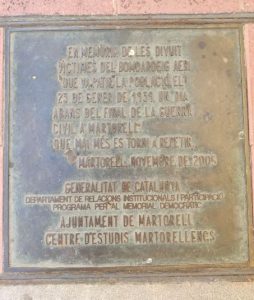 EN MEMÒRIA DE LES DIVUIT
VÍCTIMES DEL BOMBARDEIG AERI
QUE VA PATIR LA POBLACIÓ EL
23 DE GENER DE 1939, UN DIA
ABANS DEL FINAL DE LA GUERRA
CIVIL A MARTORELL.
QUE MAI MÉS ES TORNI A REPETIR.
MARTORELL, NOVEMBRE DE 2005
GENERALITAT DE CATALUNYA
DEPARTAMENT DE RELACIONS INSTITUCIONALS I PARTICIPACIÓ
PROGRAMA PER AL MEMORIAL DEMOCRÀTIC
AJUNTAMENT DE MARTORELL
CENTRE D'ESTUDIS MARTORELLENCS